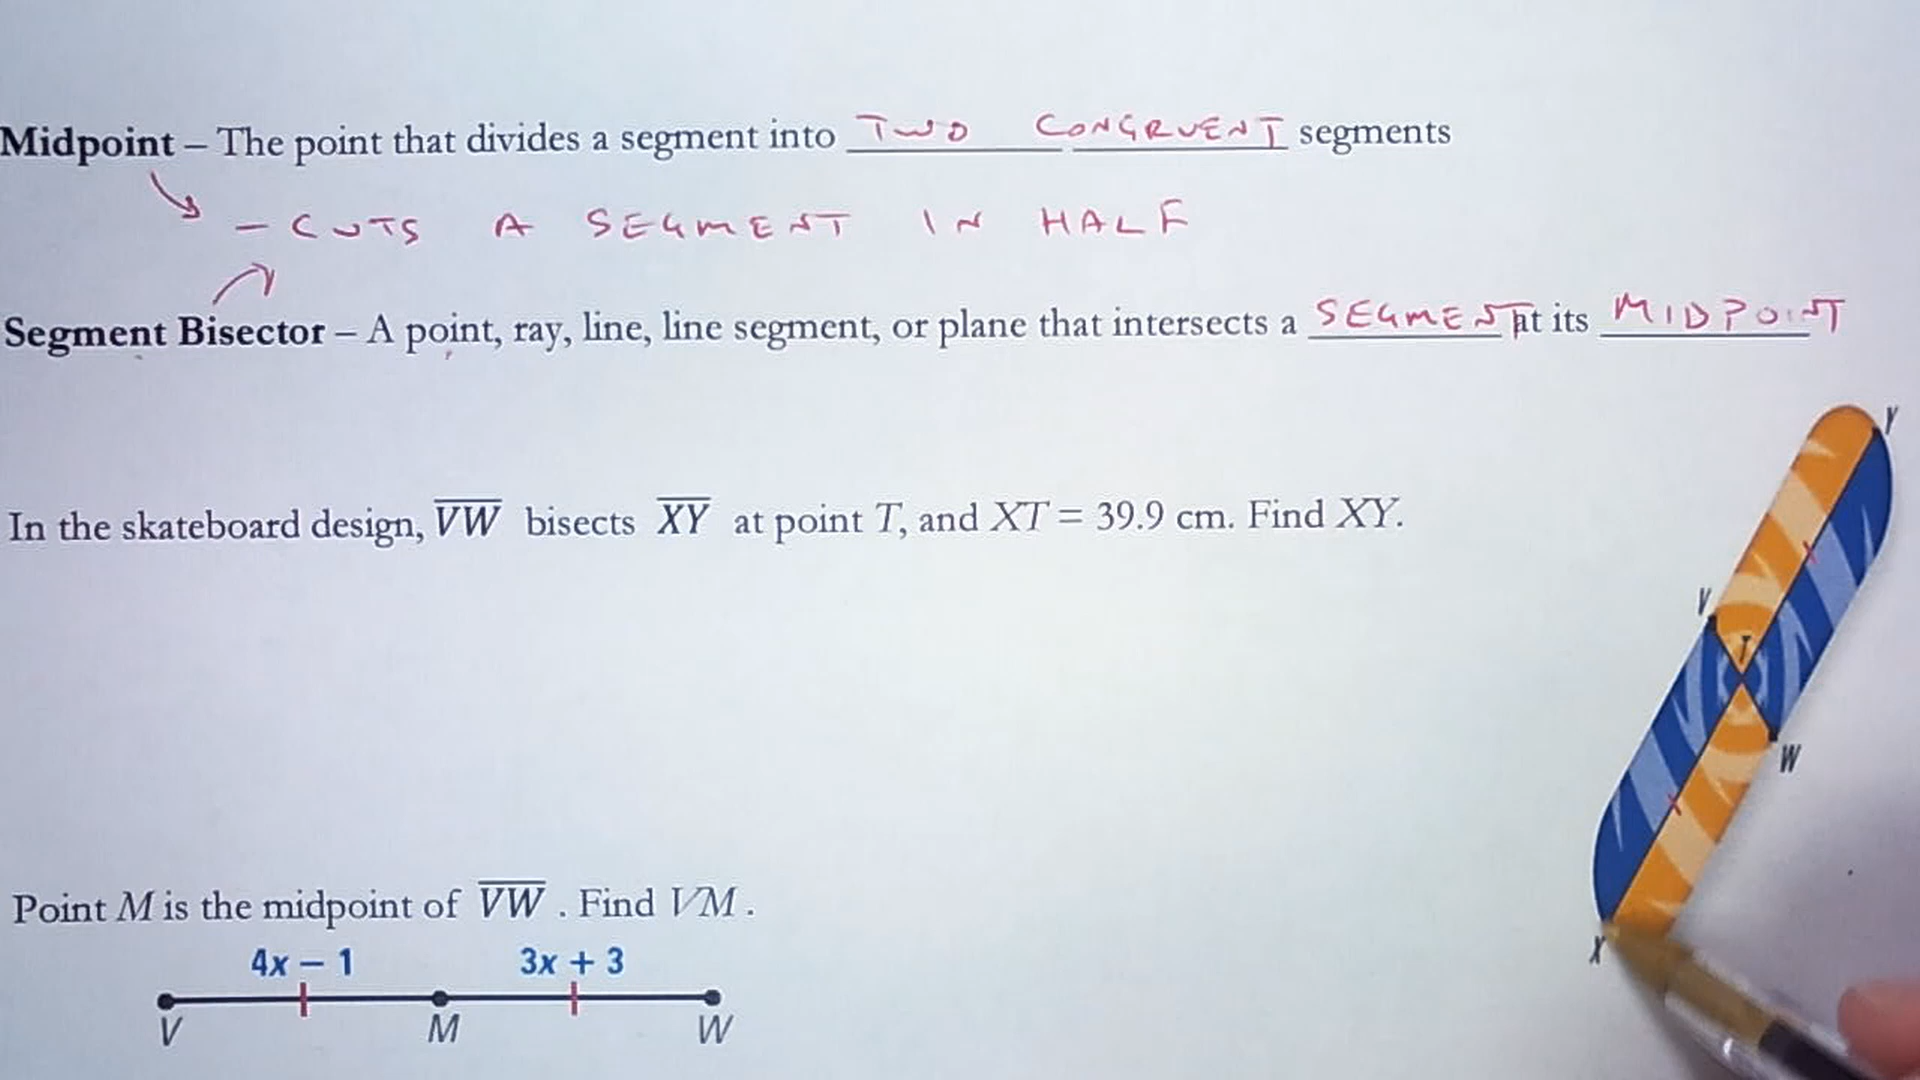 Midpoint – The point that divides a segment into TWO CONGRUENT segments
– CUTS A SEGMENT IN HALF
Segment Bisector – A point, ray, line, line segment, or plane that intersects a SEGMENT at its MIDPOINT
Y
In the skateboard design, VW bisects XY at point T, and XT = 39.9 cm. Find XY.
V
T
W
Point M is the midpoint of VW . Find VM .
X
4x – 1 3x + 3
V M W